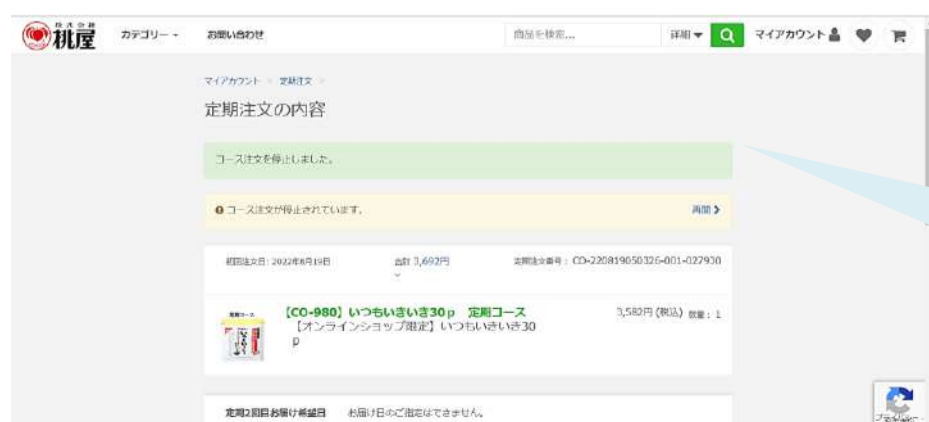 株式会社
桃屋 カテゴリー お問い合わせ 商品を検索... 詳細 マイアカウント
マイアカウント > 定期注文 >
定期注文の内容
コース注文を停止しました。
コース注文が停止されています。 再開
初回注文日: 2022年8月19日 合計 3,692円 定期注文番号: CO-220819050326-001-027930
【CO-980】いつもいきいき30p 定期コース 3,582円 (税込) 数量: 1
【オンラインショップ限定】いつもいきいき30
p
定期2回目お届け希望日 お届け日のご指定はできません。